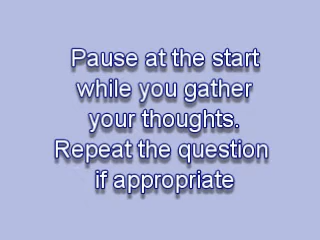 Pause at the start
while you gather
your thoughts.
Repeat the question
if appropriate